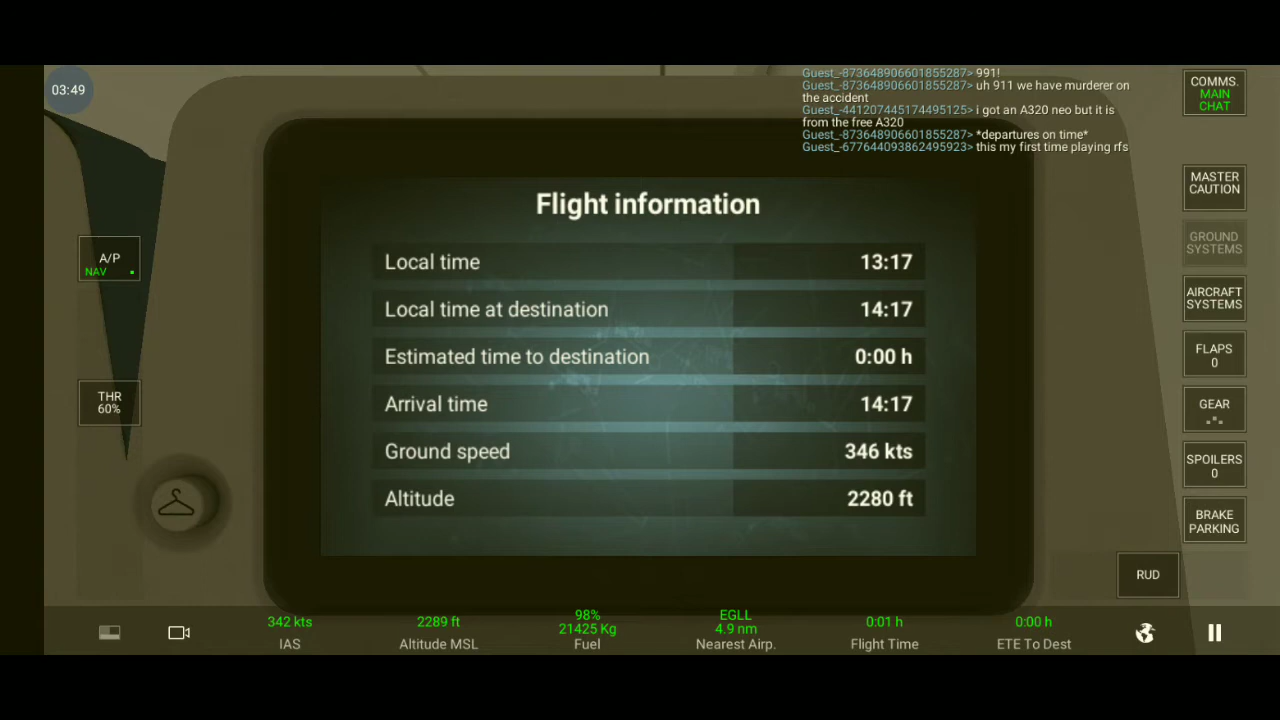 03:49
Guest_-873648906601855287> 991!
Guest_-873648906601855287> uh 911 we have murderer on
the accident
Guest_-441207445174495125> i got an A320 neo but it is
from the free A320
Guest_-873648906601855287> *departures on time*
Guest_-677644093862495923> this my first time playing rfs
COMMS.
MAIN
CHAT
MASTER
CAUTION
GROUND
SYSTEMS
AIRCRAFT
SYSTEMS
FLAPS
0
GEAR
SPOILERS
0
BRAKE
PARKING
RUD
A/P
NAV
THR
60%
Flight information
Local time 13:17
Local time at destination 14:17
Estimated time to destination 0:00 h
Arrival time 14:17
Ground speed 346 kts
Altitude 2280 ft
342 kts
IAS
2289 ft
Altitude MSL
98%
21425 Kg
Fuel
EGLL
4.9 nm
Nearest Airp.
0:01 h
Flight Time
0:00 h
ETE To Dest